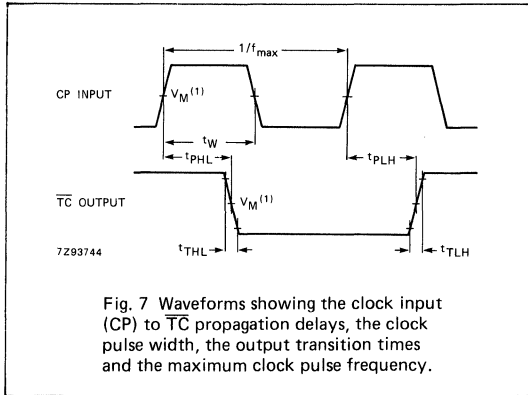 1/fmax
CP INPUT
VM(1)
tW
tPHL
tPLH
TC OUTPUT
VM(1)
7Z93744
tTHL
tTLH
Fig. 7 Waveforms showing the clock input
(CP) to TC propagation delays, the clock
pulse width, the output transition times
and the maximum clock pulse frequency.